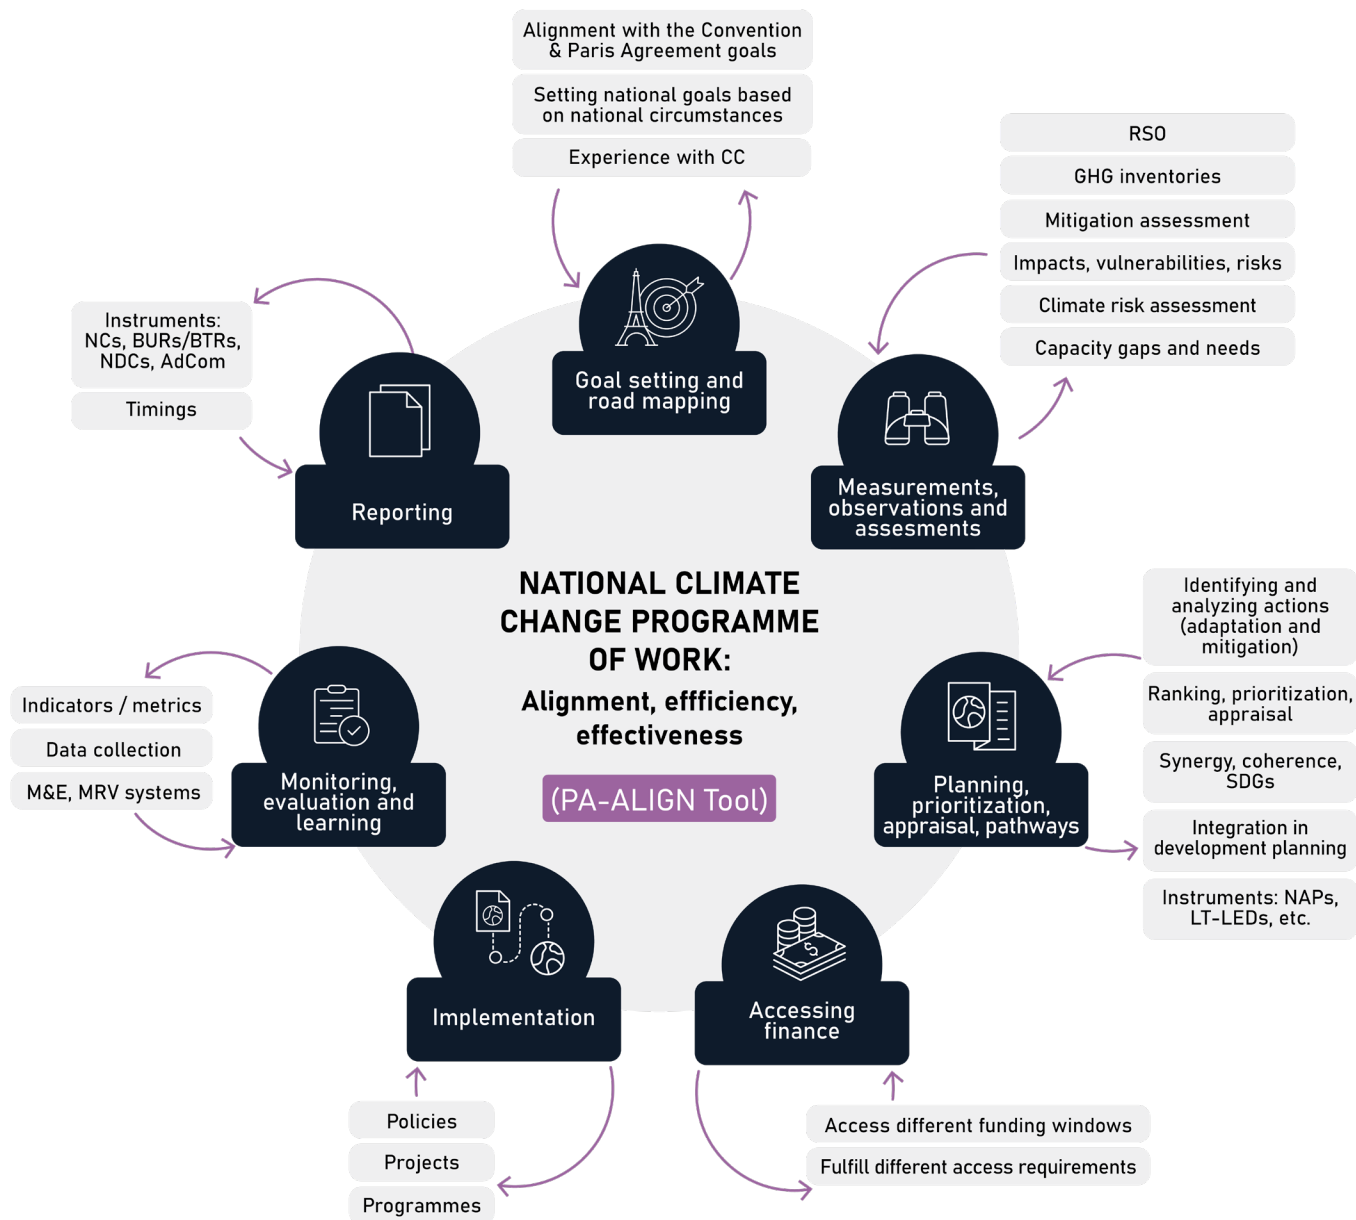 Alignment with the Convention
& Paris Agreement goals
Setting national goals based
on national circumstances
Experience with CC
Goal setting and
road mapping
RSO
GHG inventories
Mitigation assessment
Impacts, vulnerabilities, risks
Climate risk assessment
Capacity gaps and needs
Measurements,
observations and
assesments
Identifying and
analyzing actions
(adaptation and
mitigation)
Ranking, prioritization,
appraisal
Synergy, coherence,
SDGs
Integration in
development planning
Instruments: NAPs,
LT-LEDs, etc.
Planning,
prioritization,
appraisal, pathways
Accessing
finance
Access different funding windows
Fulfill different access requirements
Implementation
Policies
Projects
Programmes
Monitoring,
evaluation and
learning
Indicators / metrics
Data collection
M&E, MRV systems
Reporting
Instruments:
NCs, BURs/BTRs,
NDCs, AdCom
Timings
NATIONAL CLIMATE
CHANGE PROGRAMME
OF WORK:
Alignment, effficiency,
effectiveness
(PA-ALIGN Tool)
$